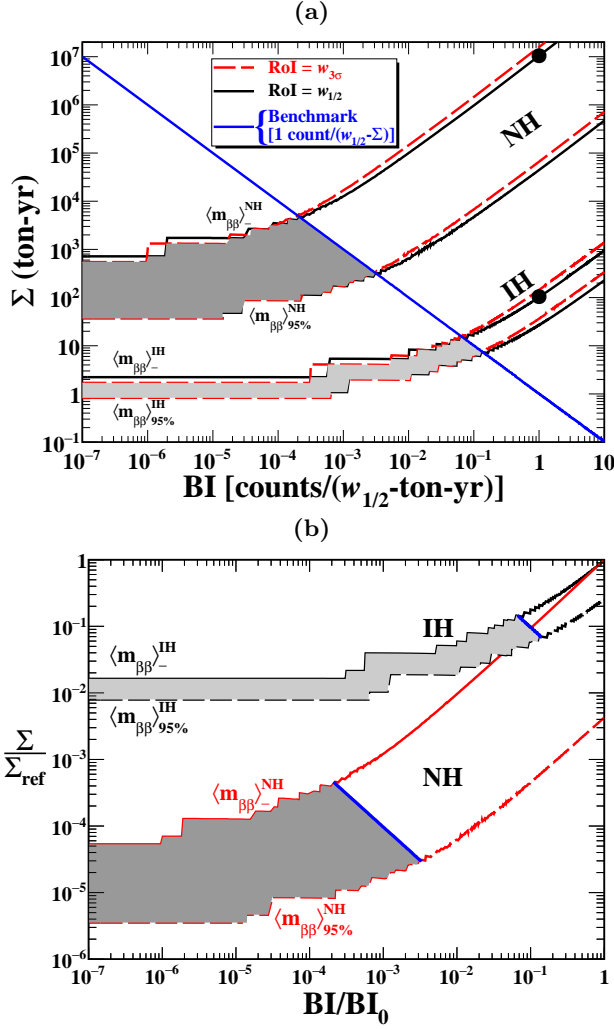 (a)
10⁷
10⁶
10⁵
10⁴
10³
10²
10
1
10⁻¹
Σ (ton-yr)
RoI = w₃σ
RoI = w₁/₂
Benchmark
[1 count/(w₁/₂-Σ)]
NH
⟨mββ⟩₋ᴺᴴ
⟨mββ⟩₉₅%ᴺᴴ
IH
⟨mββ⟩₋ᴵᴴ
⟨mββ⟩₉₅%ᴵᴴ
10⁻⁷ 10⁻⁶ 10⁻⁵ 10⁻⁴ 10⁻³ 10⁻² 10⁻¹ 1 10
BI [counts/(w₁/₂-ton-yr)]
(b)
1
10⁻¹
10⁻²
10⁻³
10⁻⁴
10⁻⁵
10⁻⁶
Σ
Σref
IH
⟨mββ⟩₋ᴵᴴ
⟨mββ⟩₉₅%ᴵᴴ
NH
⟨mββ⟩₋ᴺᴴ
⟨mββ⟩₉₅%ᴺᴴ
10⁻⁷ 10⁻⁶ 10⁻⁵ 10⁻⁴ 10⁻³ 10⁻² 10⁻¹ 1
BI/BI₀